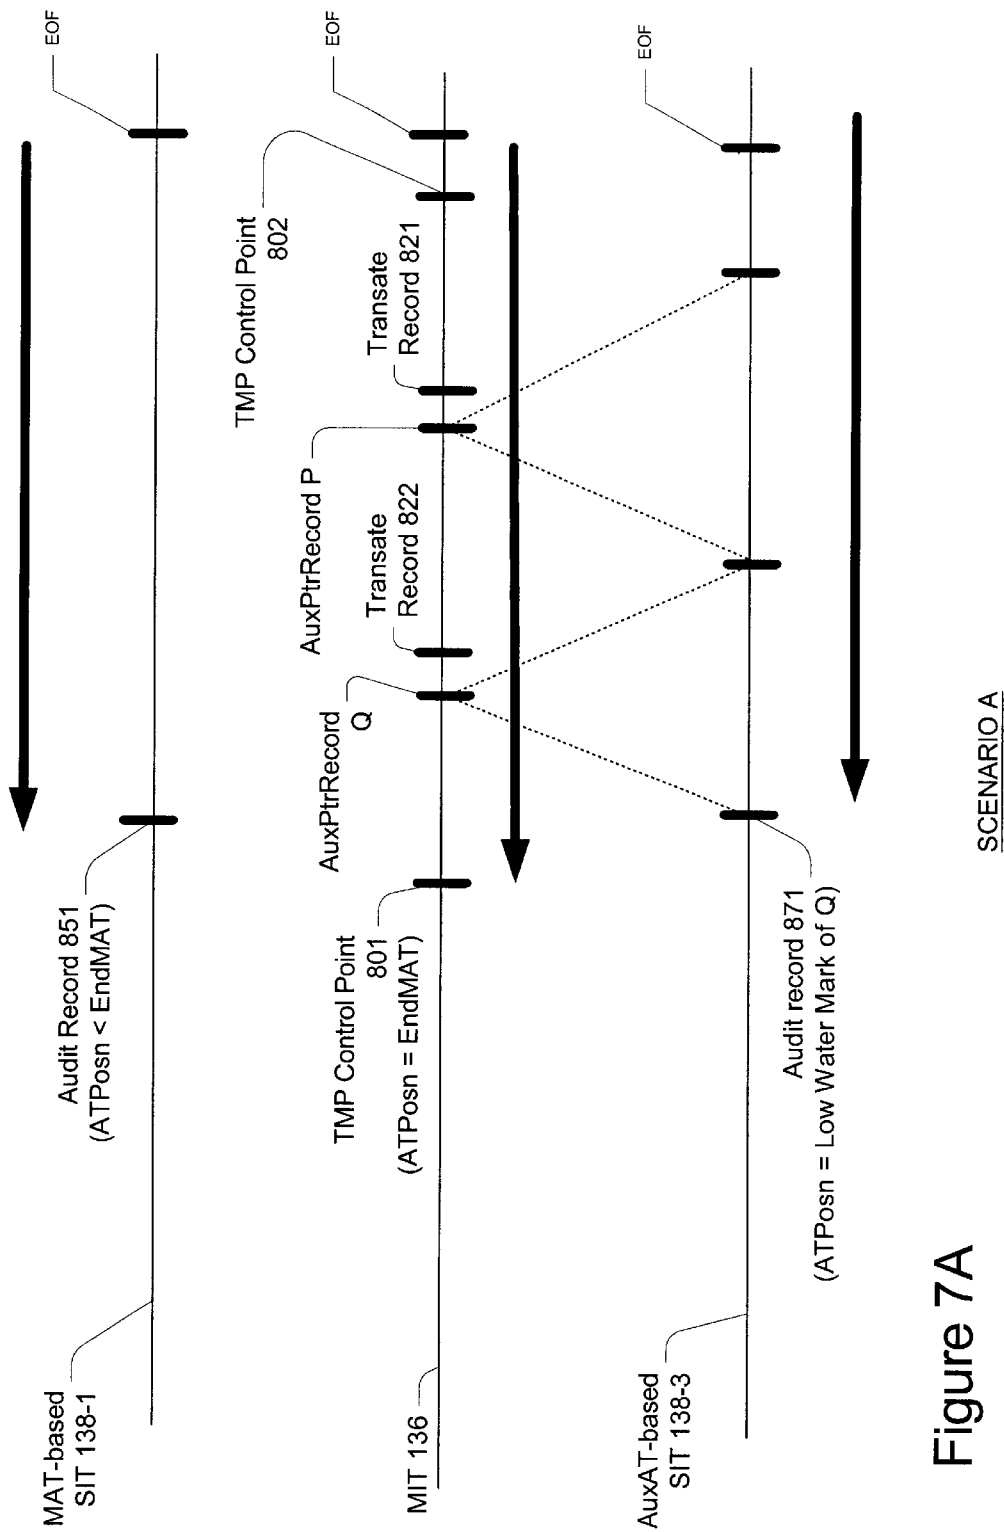 MAT-based
SIT 138-1
Audit Record 851
(ATPosn < EndMAT)
EOF
MIT 136
TMP Control Point
801
(ATPosn = EndMAT)
AuxPtrRecord
Q
Transate
Record 822
AuxPtrRecord P
Transate
Record 821
TMP Control Point
802
EOF
AuxAT-based
SIT 138-3
Audit record 871
(ATPosn = Low Water Mark of Q)
EOF
SCENARIO A
Figure 7A